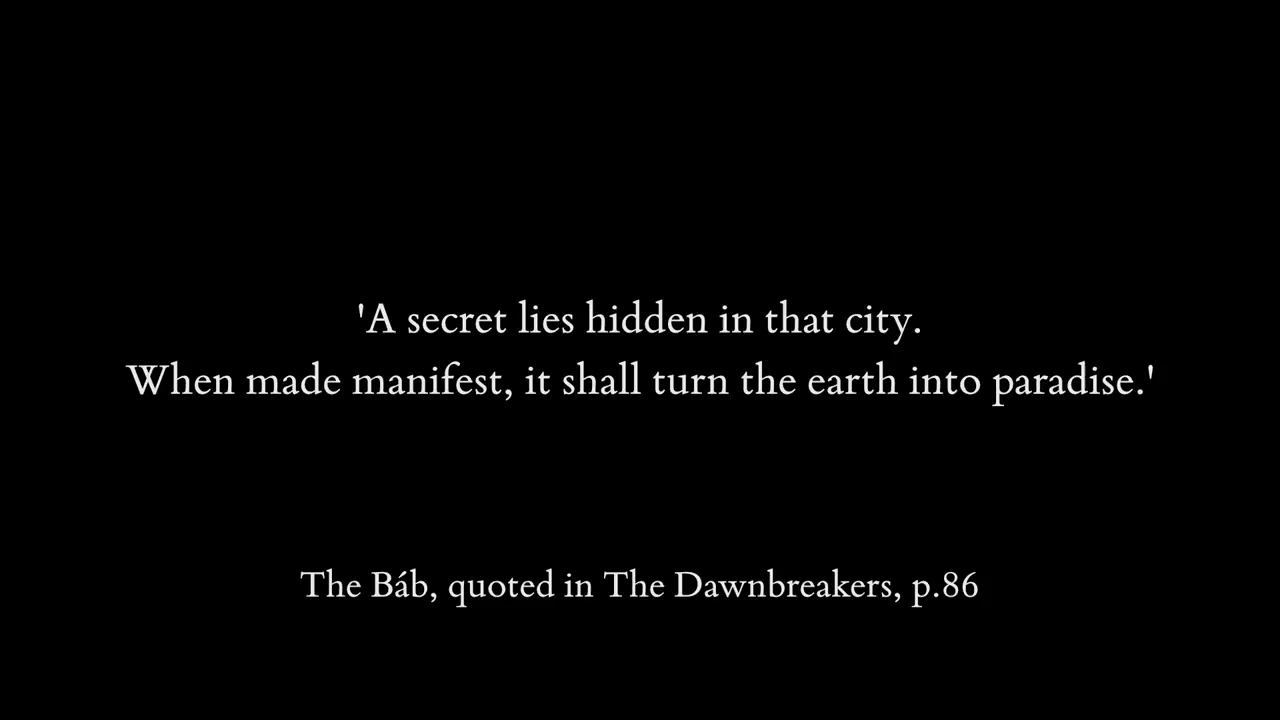 'A secret lies hidden in that city.
When made manifest, it shall turn the earth into paradise.'
The Báb, quoted in The Dawnbreakers, p.86